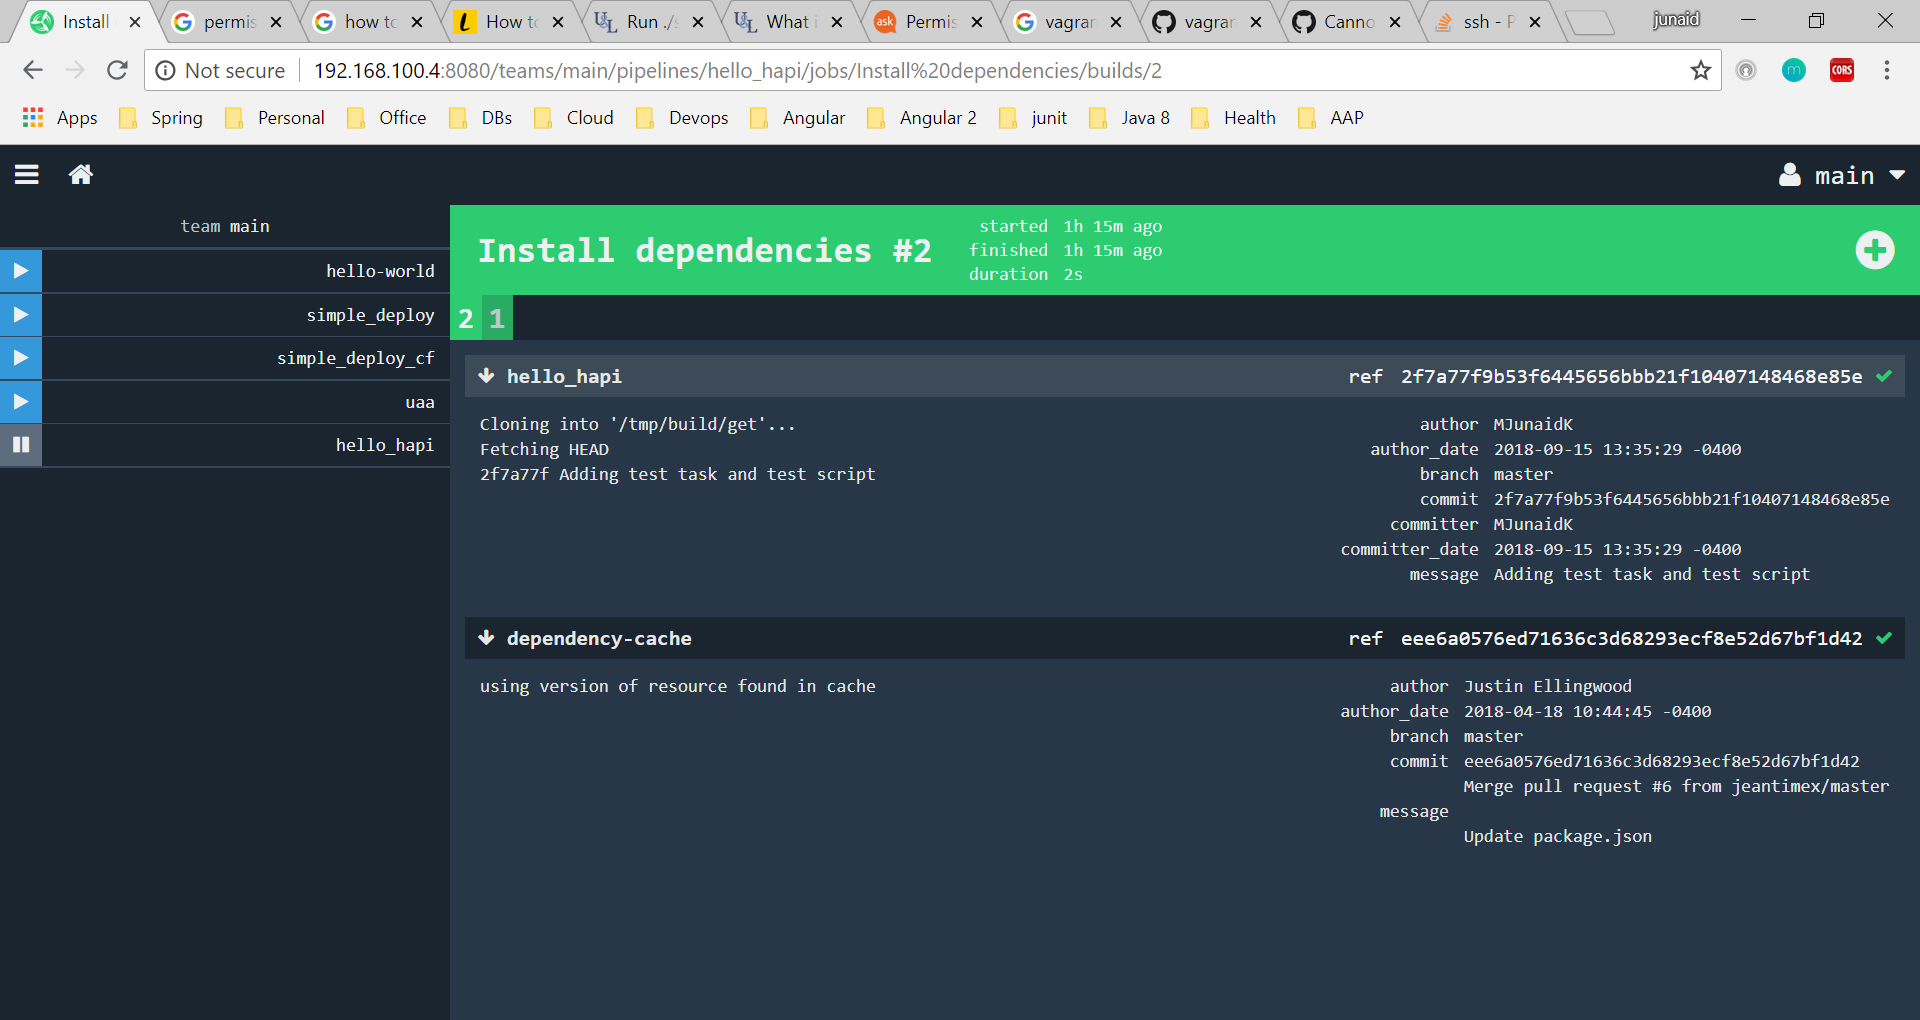 Install
permis
how to
How to
Run ./s
What i
Permis
vagrar
vagrar
Canno
ssh - P
junaid
Not secure
192.168.100.4:8080/teams/main/pipelines/hello_hapi/jobs/Install%20dependencies/builds/2
CORS
Apps Spring Personal Office DBs Cloud Devops Angular Angular 2 junit Java 8 Health AAP
main
team main
hello-world
simple_deploy
simple_deploy_cf
uaa
hello_hapi
Install dependencies #2
started 1h 15m ago
finished 1h 15m ago
duration 2s
2 1
hello_hapi
ref 2f7a77f9b53f6445656bbb21f10407148468e85e
Cloning into '/tmp/build/get'...
Fetching HEAD
2f7a77f Adding test task and test script
author MJunaidK
author_date 2018-09-15 13:35:29 -0400
branch master
commit 2f7a77f9b53f6445656bbb21f10407148468e85e
committer MJunaidK
committer_date 2018-09-15 13:35:29 -0400
message Adding test task and test script
dependency-cache
ref eee6a0576ed71636c3d68293ecf8e52d67bf1d42
using version of resource found in cache
author Justin Ellingwood
author_date 2018-04-18 10:44:45 -0400
branch master
commit eee6a0576ed71636c3d68293ecf8e52d67bf1d42
Merge pull request #6 from jeantimex/master
message
Update package.json